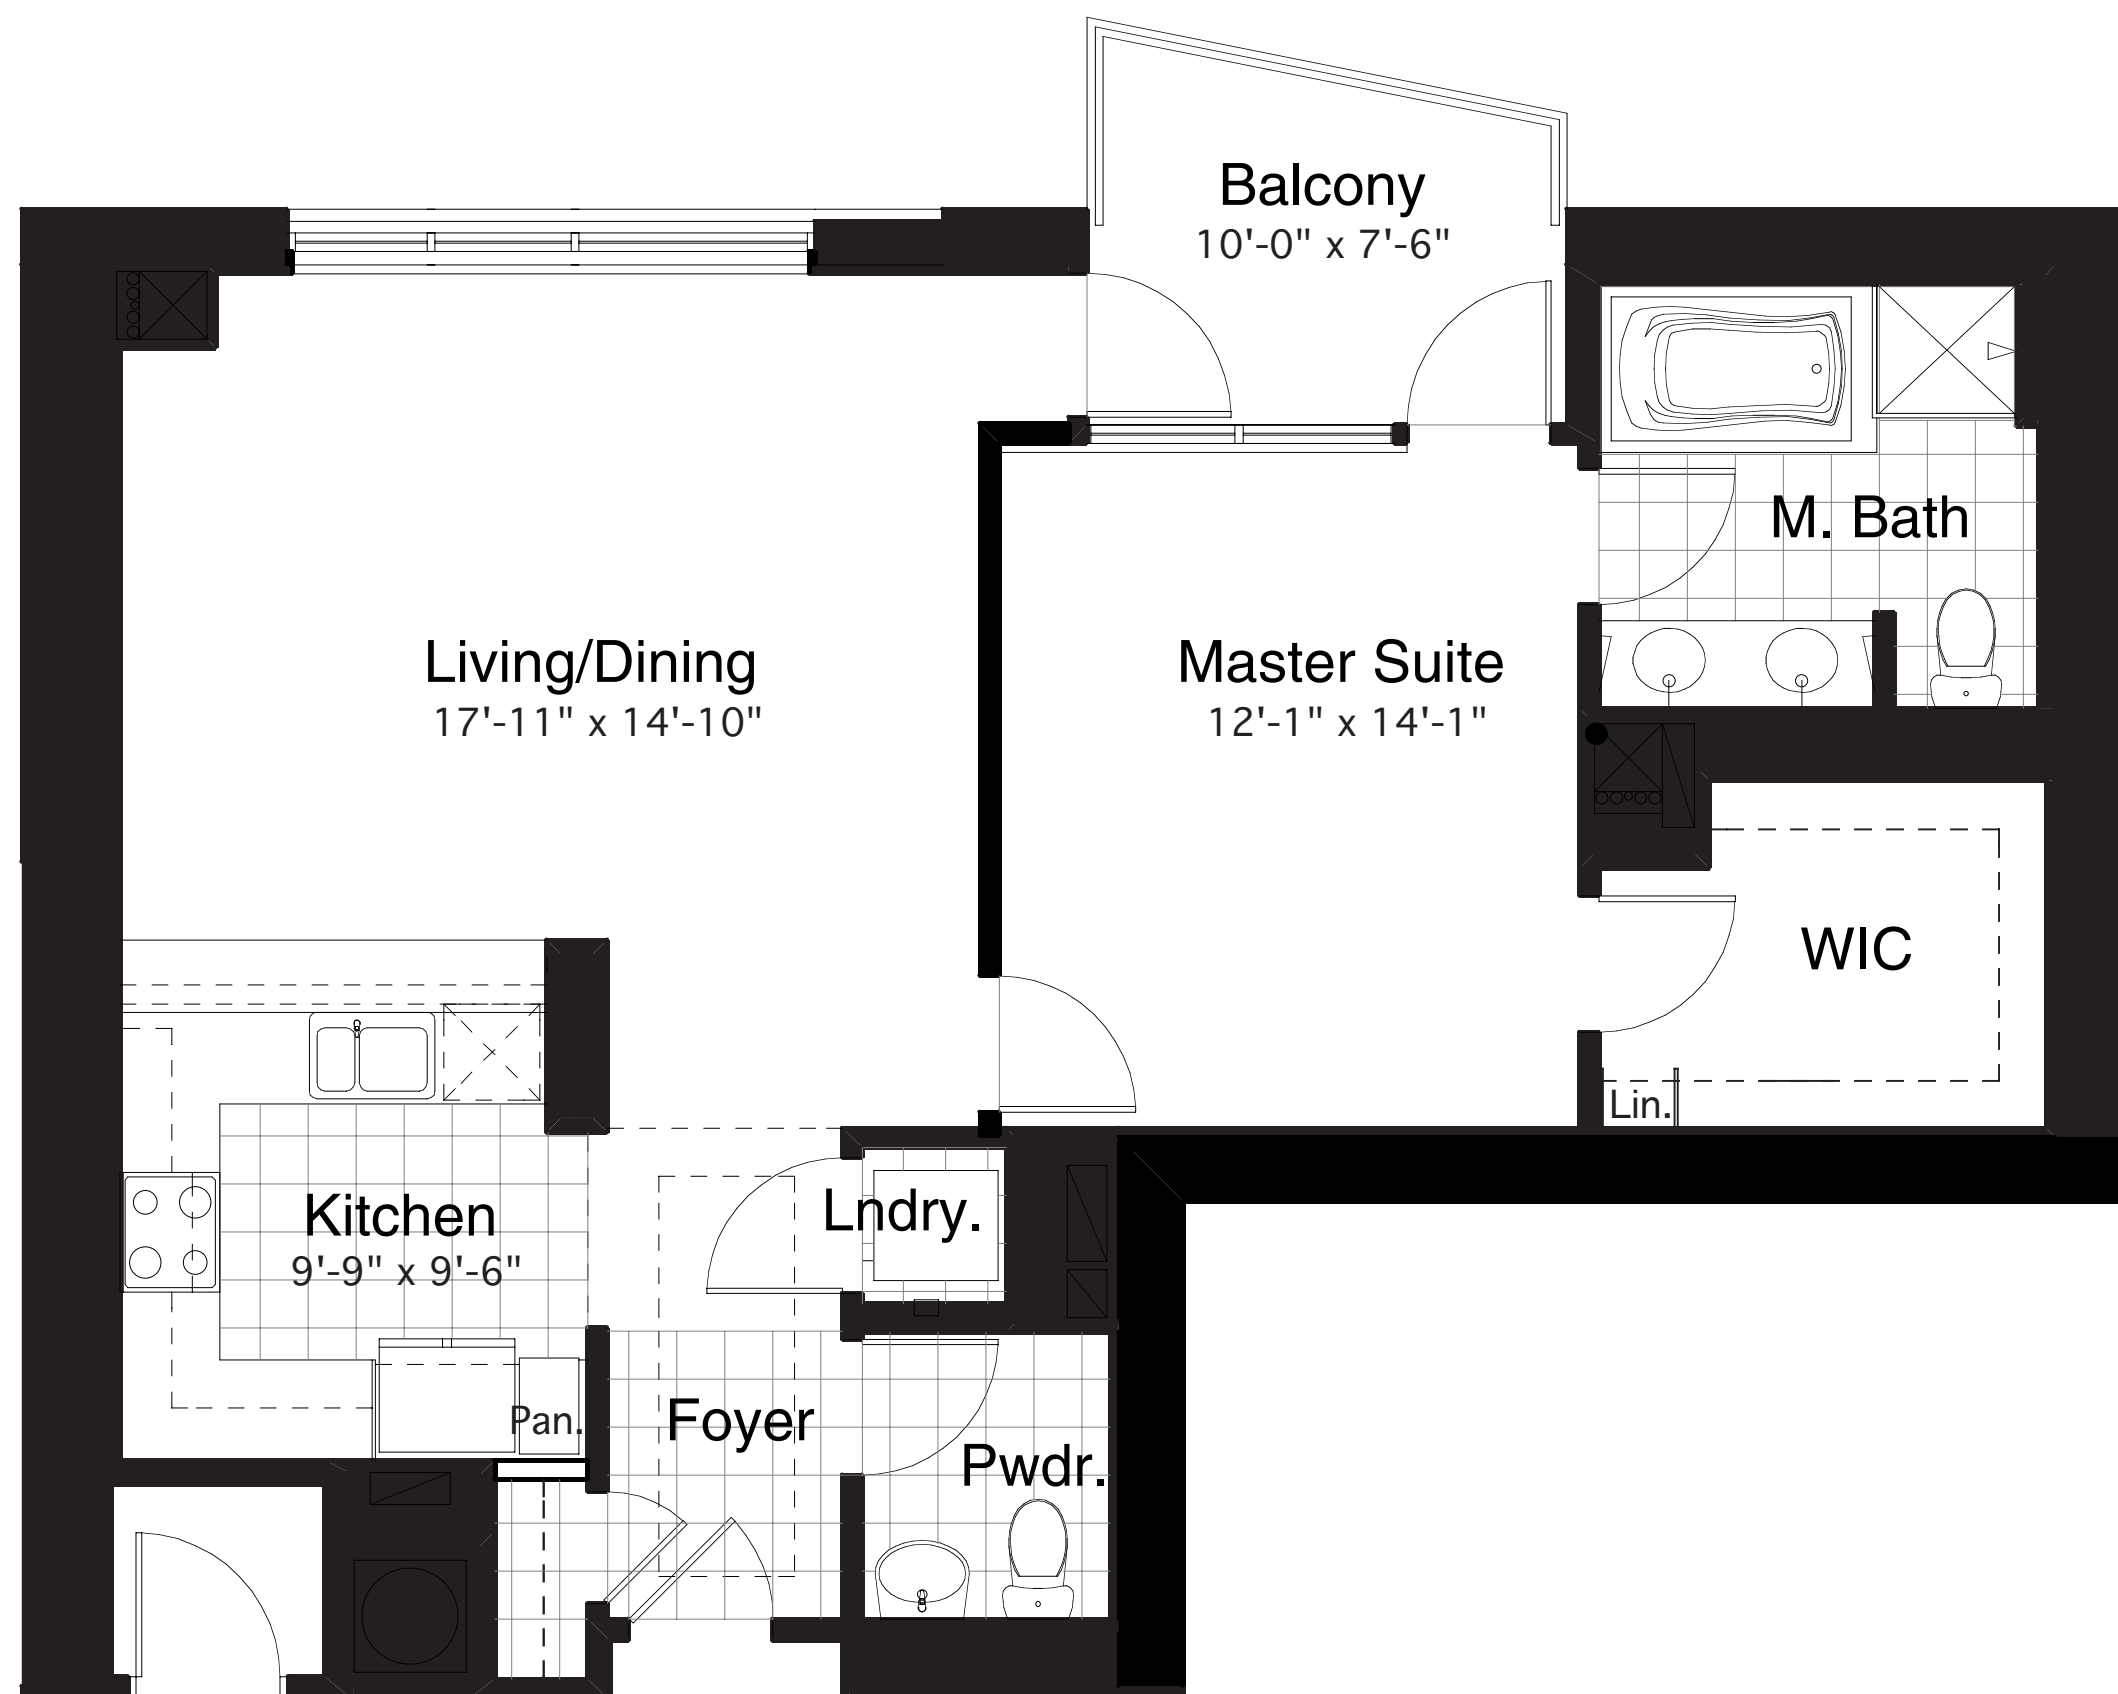 Balcony
10'-0" x 7'-6"
M. Bath
Living/Dining
17'-11" x 14'-10"
Master Suite
12'-1" x 14'-1"
WIC
Lin.
Kitchen
9'-9" x 9'-6"
Lndry.
Pan.
Foyer
Pwdr.